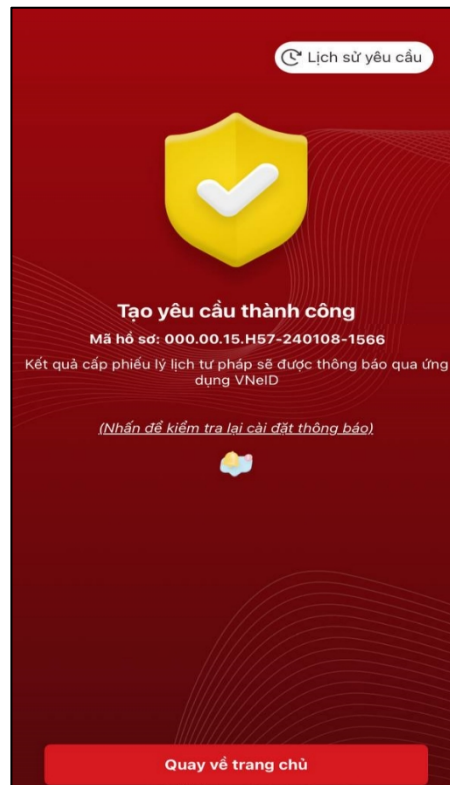 Lịch sử yêu cầu
Tạo yêu cầu thành công
Mã hồ sơ: 000.00.15.H57-240108-1566
Kết quả cấp phiếu lý lịch tư pháp sẽ được thông báo qua ứng
dụng VNeID
(Nhấn để kiểm tra lại cài đặt thông báo)
Quay về trang chủ